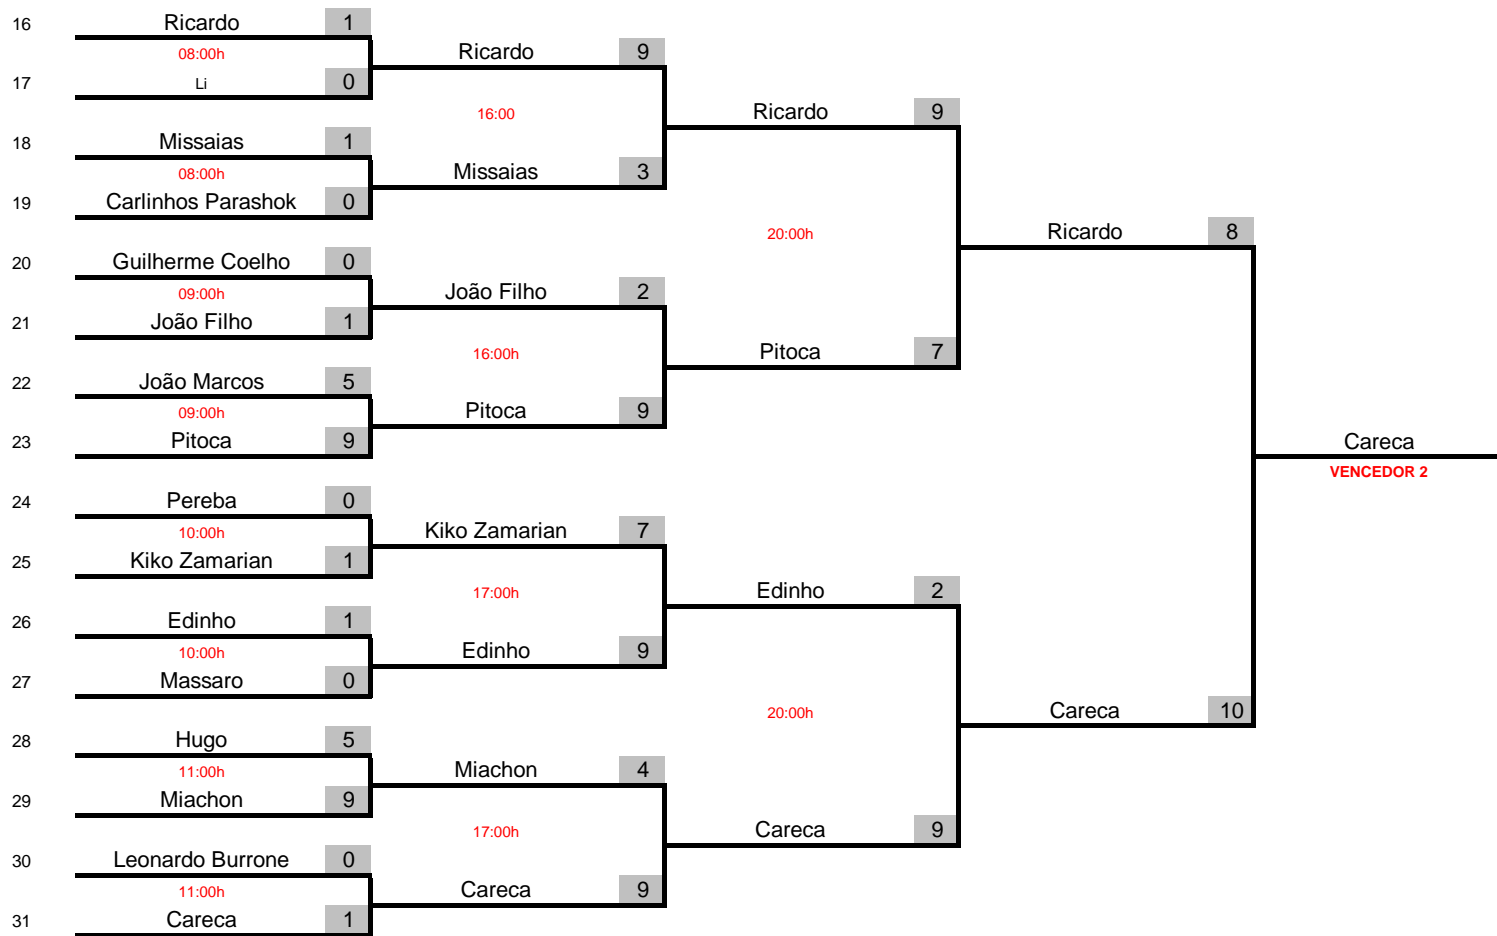 16 Ricardo 1
08:00h
Ricardo 9
17 Li 0
16:00
Ricardo 9
18 Missaias 1
08:00h
Missaias 3
19 Carlinhos Parashok 0
20:00h
Ricardo 8
20 Guilherme Coelho 0
09:00h
João Filho 2
21 João Filho 1
16:00h
Pitoca 7
22 João Marcos 5
09:00h
Pitoca 9
23 Pitoca 9
Careca
VENCEDOR 2
24 Pereba 0
10:00h
Kiko Zamarian 7
25 Kiko Zamarian 1
17:00h
Edinho 2
26 Edinho 1
10:00h
Edinho 9
27 Massaro 0
20:00h
Careca 10
28 Hugo 5
11:00h
Miachon 4
29 Miachon 9
17:00h
Careca 9
30 Leonardo Burrone 0
11:00h
Careca 9
31 Careca 1